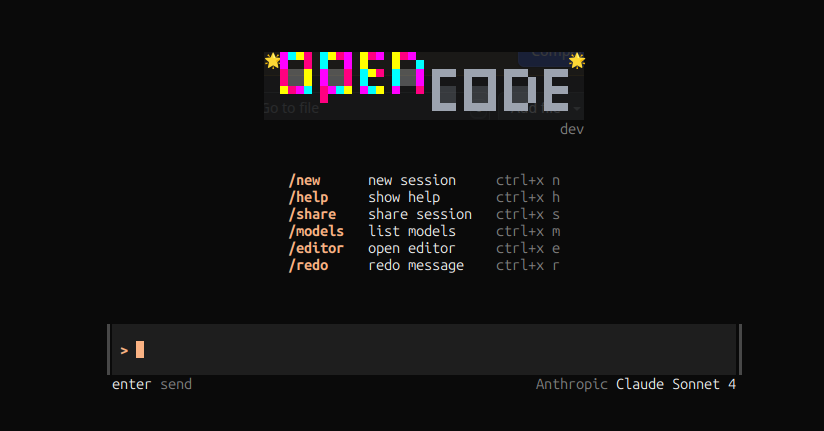 OPEN CODE
Go to file
dev
/new new session ctrl+x n
/help show help ctrl+x h
/share share session ctrl+x s
/models list models ctrl+x m
/editor open editor ctrl+x e
/redo redo message ctrl+x r
>
enter send Anthropic Claude Sonnet 4